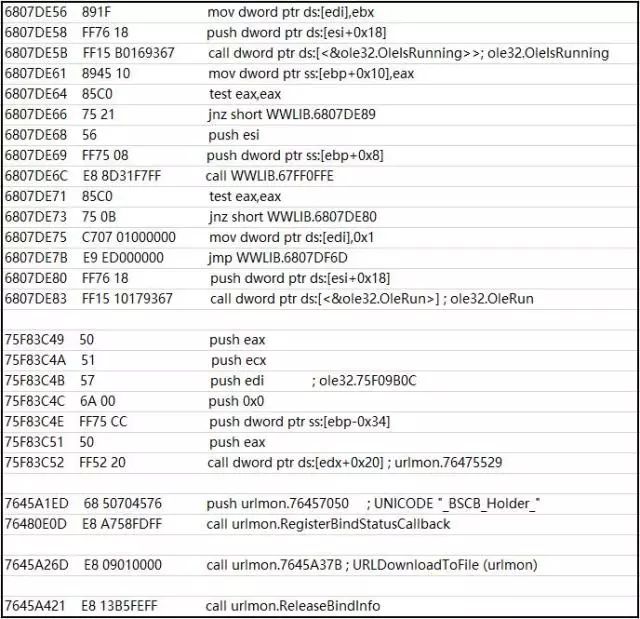 6807DE56 891F mov dword ptr ds:[edi],ebx
6807DE58 FF76 18 push dword ptr ds:[esi+0x18]
6807DE5B FF15 B0169367 call dword ptr ds:[<&ole32.OleIsRunning>>; ole32.OleIsRunning
6807DE61 8945 10 mov dword ptr ss:[ebp+0x10],eax
6807DE64 85C0 test eax,eax
6807DE66 75 21 jnz short WWLIB.6807DE89
6807DE68 56 push esi
6807DE69 FF75 08 push dword ptr ss:[ebp+0x8]
6807DE6C E8 8D31F7FF call WWLIB.67FF0FFE
6807DE71 85C0 test eax,eax
6807DE73 75 0B jnz short WWLIB.6807DE80
6807DE75 C707 01000000 mov dword ptr ds:[edi],0x1
6807DE7B E9 ED000000 jmp WWLIB.6807DF6D
6807DE80 FF76 18 push dword ptr ds:[esi+0x18]
6807DE83 FF15 10179367 call dword ptr ds:[<&ole32.OleRun>] ; ole32.OleRun
75F83C49 50 push eax
75F83C4A 51 push ecx
75F83C4B 57 push edi ; ole32.75F09B0C
75F83C4C 6A 00 push 0x0
75F83C4E FF75 CC push dword ptr ss:[ebp-0x34]
75F83C51 50 push eax
75F83C52 FF52 20 call dword ptr ds:[edx+0x20] ; urlmon.76475529
7645A1ED 68 50704576 push urlmon.76457050 ; UNICODE "_BSCB_Holder_"
76480E0D E8 A758FDFF call urlmon.RegisterBindStatusCallback
7645A26D E8 09010000 call urlmon.7645A37B ; URLDownloadToFile (urlmon)
7645A421 E8 13B5FEFF call urlmon.ReleaseBindInfo